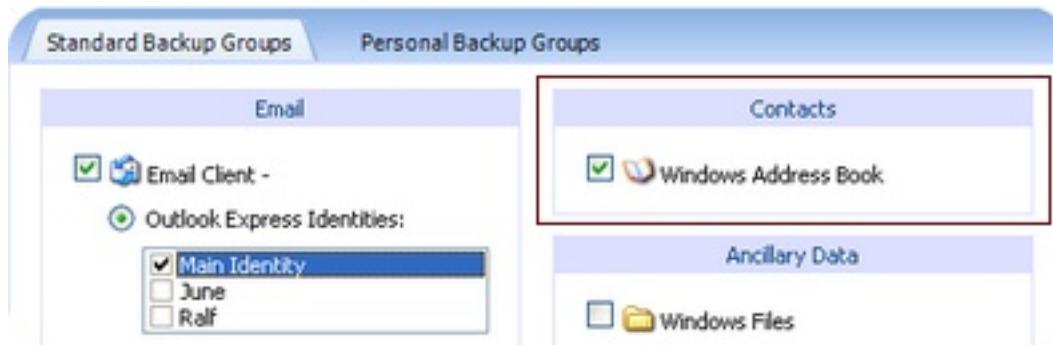 Standard Backup Groups
Personal Backup Groups
Email
Email Client -
Outlook Express Identities:
Main Identity
June
Ralf
Contacts
Windows Address Book
Ancillary Data
Windows Files